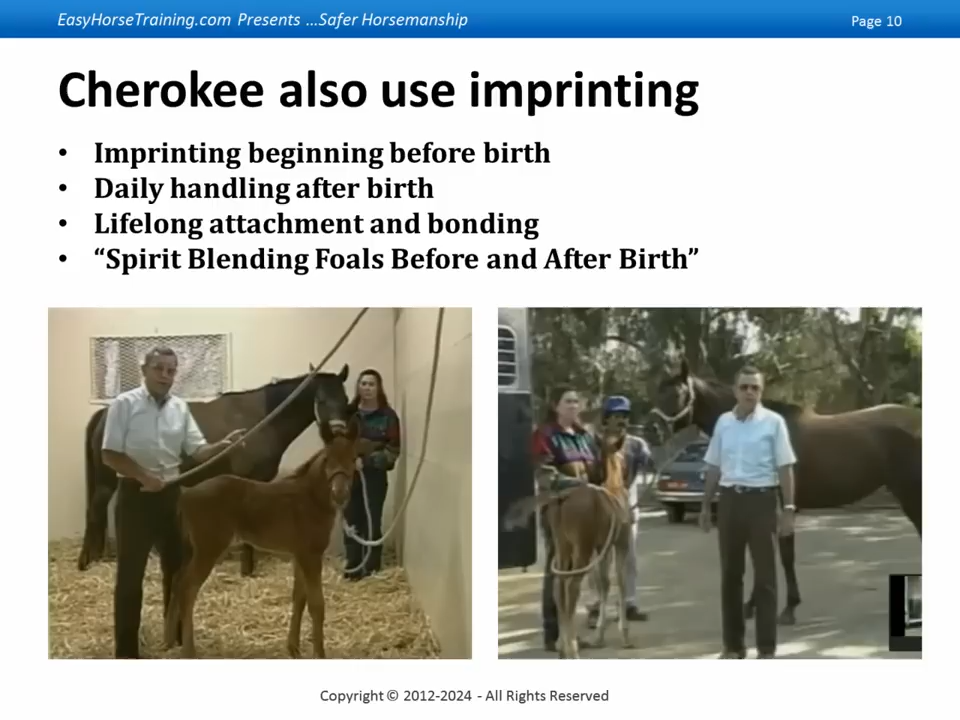 EasyHorseTraining.com Presents ...Safer Horsemanship
Page 10
Cherokee also use imprinting
• Imprinting beginning before birth
• Daily handling after birth
• Lifelong attachment and bonding
• “Spirit Blending Foals Before and After Birth”
Copyright © 2012-2024 - All Rights Reserved